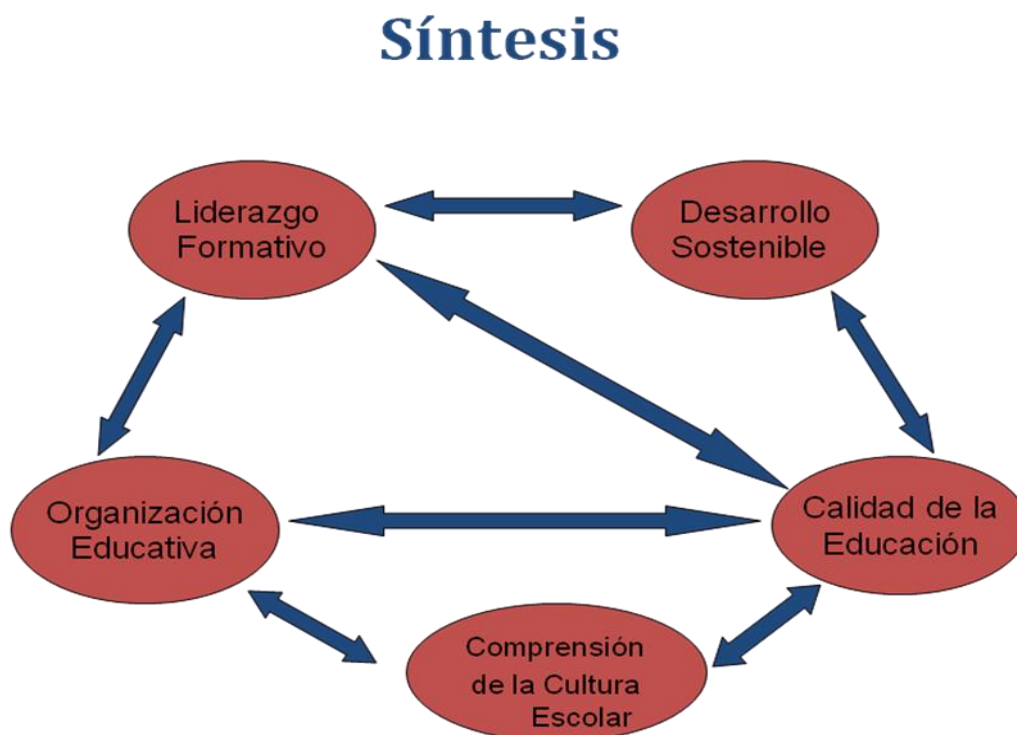 Síntesis
Liderazgo
Formativo
Desarrollo
Sostenible
Organización
Educativa
Calidad de la
Educación
Comprensión
de la Cultura
Escolar